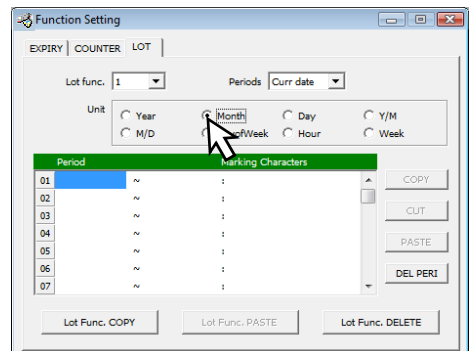 Function Setting
EXPIRY COUNTER LOT
Lot func. 1 Periods Curr date
Unit Year Month Day Y/M
M/D ofWeek Hour Week
Period Marking Characters
01 ~ : COPY
02 ~ :
03 ~ : CUT
04 ~ :
05 ~ : PASTE
06 ~ : DEL PERI
07 ~ :
Lot Func. COPY Lot Func. PASTE Lot Func. DELETE